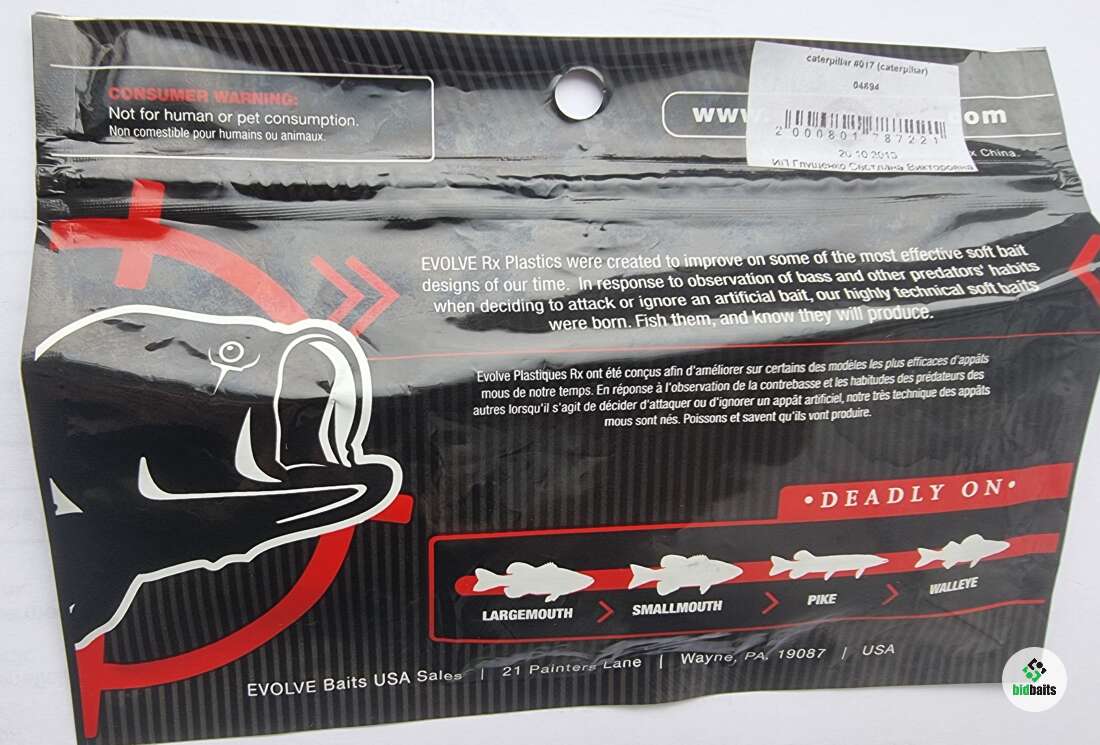 CONSUMER WARNING:
Not for human or pet consumption.
Non comestible pour humains ou animaux.
caterpillar #017 (caterpillar)
04894
www.
om
2 000801 787221
20.10.2013
x China.
ИП Глущенко Светлана Викторовна
EVOLVE Rx Plastics were created to improve on some of the most effective soft bait
designs of our time. In response to observation of bass and other predators' habits
when deciding to attack or ignore an artificial bait, our highly technical soft baits
were born. Fish them, and know they will produce.
Evolve Plastiques Rx ont été conçus afin d'améliorer sur certains des modèles les plus efficaces d'appâts
mous de notre temps. En réponse à l'observation de la contrebasse et les habitudes des prédateurs des
autres lorsqu'il s'agit de décider d'attaquer ou d'ignorer un appât artificiel, notre très technique des appâts
mous sont nés. Poissons et savent qu'ils vont produire.
•DEADLY ON•
LARGEMOUTH
SMALLMOUTH
PIKE
WALLEYE
EVOLVE Baits USA Sales | 21 Painters Lane | Wayne, PA, 19087 / USA
bidbaits